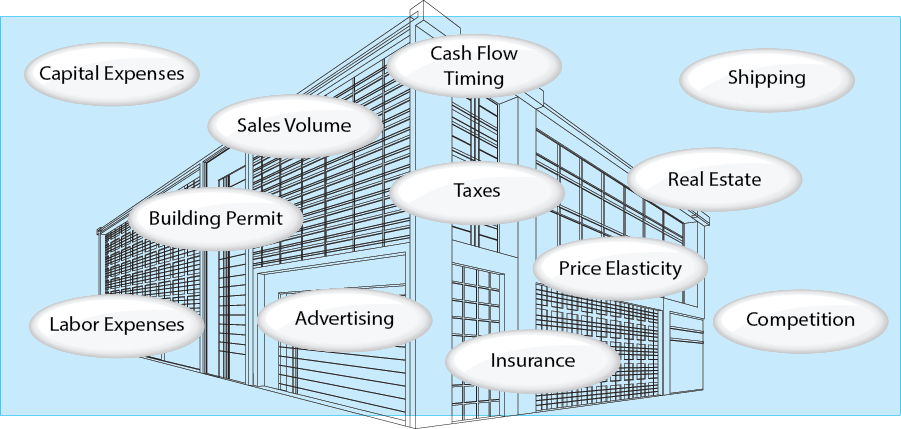 Capital Expenses
Cash Flow
Timing
Shipping
Sales Volume
Taxes
Real Estate
Building Permit
Price Elasticity
Labor Expenses
Advertising
Competition
Insurance